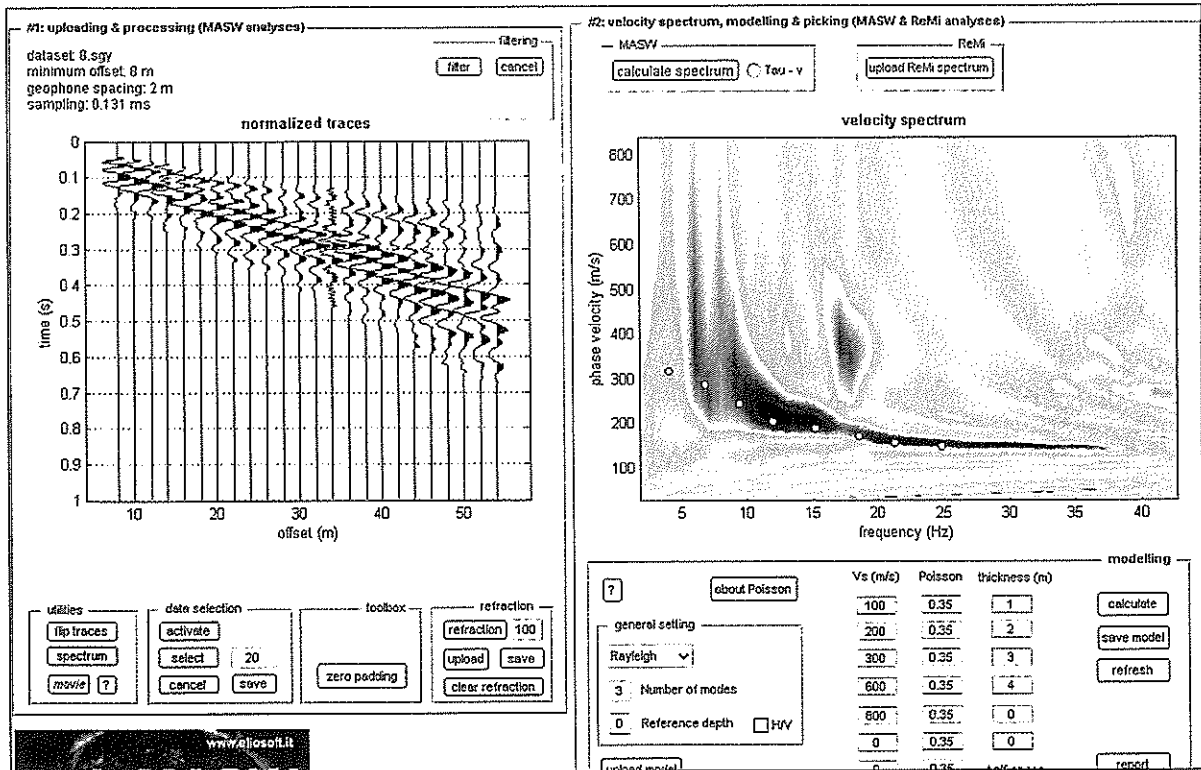 #1: uploading & processing (MASW analyses)
dataset: 8.sgy
minimum offset: 8 m
geophone spacing: 2 m
sampling: 0.131 ms
filtering
filter
cancel
normalized traces
0
0.1
0.2
0.3
0.4
0.5
0.6
0.7
0.8
0.9
1
time (s)
10 20 30 40 50
offset (m)
utilities
flip traces
spectrum
movie ?
data selection
activate
select 20
cancel save
toolbox
zero padding
refraction
refraction 100
upload save
clear refraction
www.eliosoft.it
#2: velocity spectrum, modelling & picking (MASW & ReMi analyses)
MASW
calculate spectrum Tau - v
ReMi
upload ReMi spectrum
velocity spectrum
800
700
600
500
400
300
200
100
phase velocity (m/s)
5 10 15 20 25 30 35 40
frequency (Hz)
modelling
? about Poisson
general setting
Rayleigh
3 Number of modes
0 Reference depth H/V
upload model
Vs (m/s) Poisson thickness (m)
100 0.35 1
200 0.35 2
300 0.35 3
600 0.35 4
800 0.35 0
0 0.35 0
0 0.35
calculate
save model
refresh
report